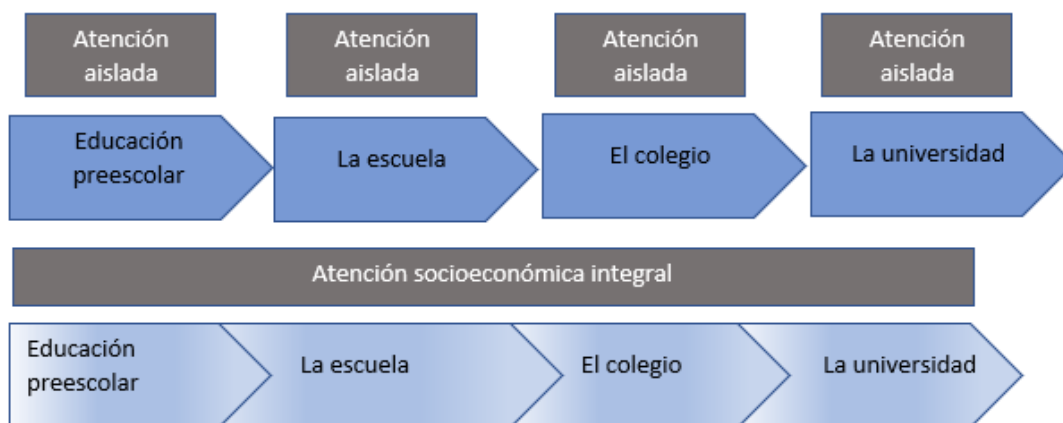 Atención
aislada
Atención
aislada
Atención
aislada
Atención
aislada
Educación
preescolar
La escuela
El colegio
La universidad
Atención socioeconómica integral
Educación
preescolar
La escuela
El colegio
La universidad